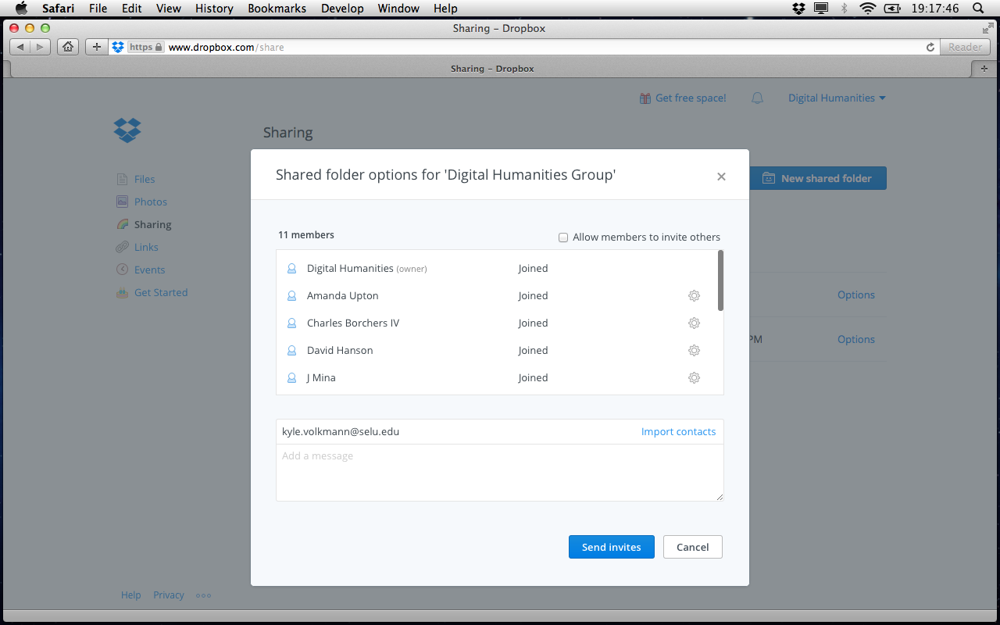 Safari File Edit View History Bookmarks Develop Window Help 19:17:46
Sharing – Dropbox
https www.dropbox.com/share Reader
Sharing – Dropbox
Get free space! Digital Humanities
Sharing
Shared folder options for 'Digital Humanities Group'
New shared folder
Files
Photos
Sharing
Links
Events
Get Started
11 members Allow members to invite others
Digital Humanities (owner) Joined
Amanda Upton Joined
Options
Charles Borchers IV Joined
PM Options
David Hanson Joined
J Mina Joined
kyle.volkmann@selu.edu Import contacts
Add a message
Send invites Cancel
Help Privacy